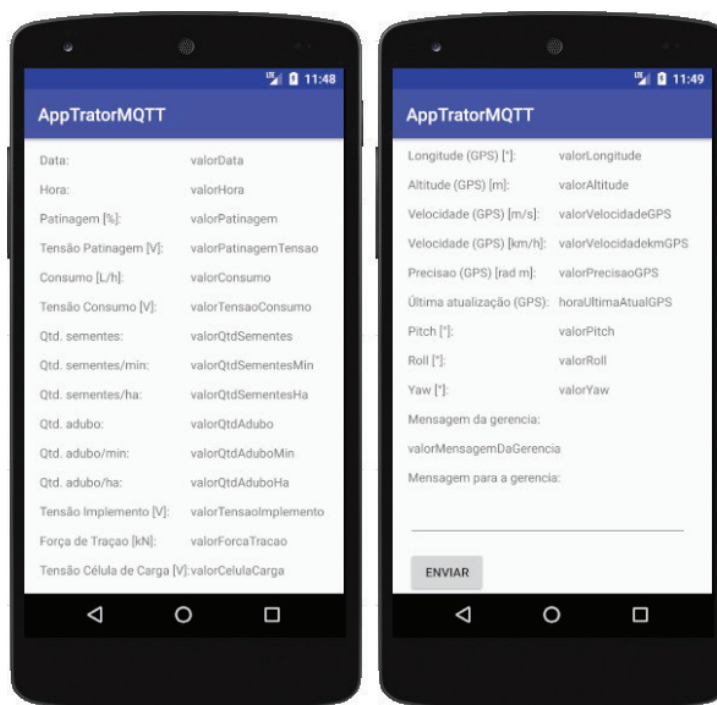 LTE 11:48
AppTratorMQTT
Data: valorData
Hora: valorHora
Patinagem [%]: valorPatinagem
Tensão Patinagem [V]: valorPatinagemTensao
Consumo [L/h]: valorConsumo
Tensão Consumo [V]: valorTensaoConsumo
Qtd. sementes: valorQtdSementes
Qtd. sementes/min: valorQtdSementesMin
Qtd. sementes/ha: valorQtdSementesHa
Qtd. adubo: valorQtdAdubo
Qtd. adubo/min: valorQtdAduboMin
Qtd. adubo/ha: valorQtdAduboHa
Tensão Implemento [V]: valorTensaoImplemento
Força de Traçao [kN]: valorForcaTracao
Tensão Célula de Carga [V]:valorCelulaCarga
LTE 11:49
AppTratorMQTT
Longitude (GPS) [°]: valorLongitude
Altitude (GPS) [m]: valorAltitude
Velocidade (GPS) [m/s]: valorVelocidadeGPS
Velocidade (GPS) [km/h]: valorVelocidadekmGPS
Precisao (GPS) [rad m]: valorPrecisaoGPS
Última atualização (GPS): horaUltimaAtualGPS
Pitch [°]: valorPitch
Roll [°]: valorRoll
Yaw [°]: valorYaw
Mensagem da gerencia:
valorMensagemDaGerencia
Mensagem para a gerencia:
ENVIAR